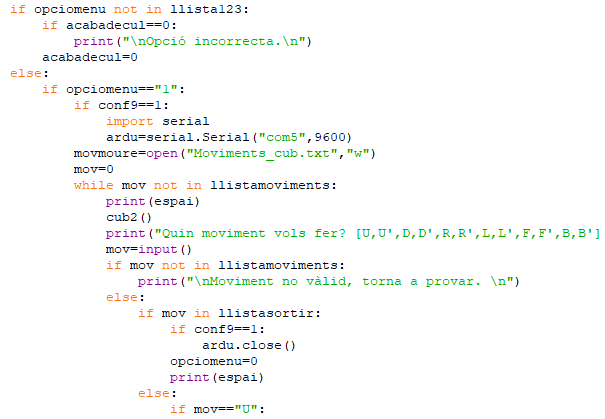 if opciomenu not in llista123:
    if acabadecul==0:
        print("\nOpció incorrecta.\n")
    acabadecul=0
else:
    if opciomenu=="1":
        if conf9==1:
            import serial
            ardu=serial.Serial("com5",9600)
        movmoure=open("Moviments_cub.txt","w")
        mov=0
        while mov not in llistamoviments:
            print(espai)
            cub2()
            print("Quin moviment vols fer? [U,U',D,D',R,R',L,L',F,F',B,B']
            mov=input()
            if mov not in llistamoviments:
                print("\nMoviment no vàlid, torna a provar. \n")
            else:
                if mov in llistasortir:
                    if conf9==1:
                        ardu.close()
                    opciomenu=0
                    print(espai)
                else:
                    if mov=="U":